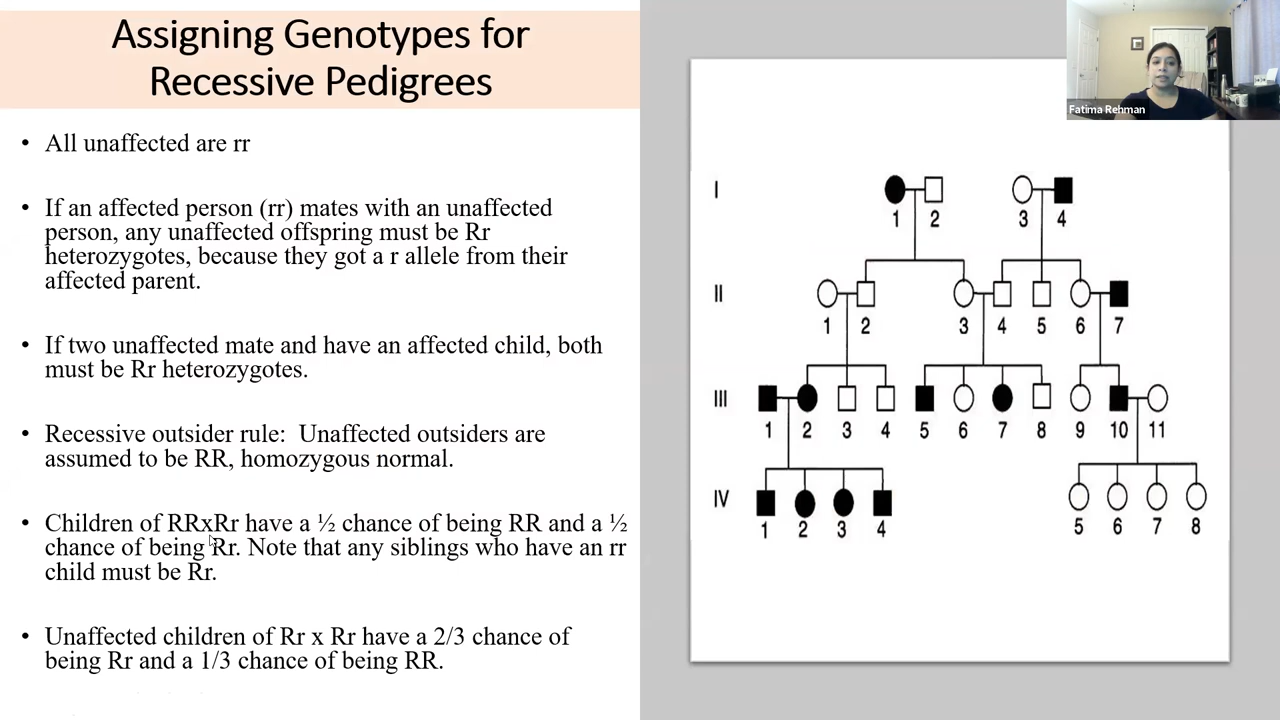 Assigning Genotypes for
Recessive Pedigrees
• All unaffected are rr
• If an affected person (rr) mates with an unaffected
person, any unaffected offspring must be Rr
heterozygotes, because they got a r allele from their
affected parent.
• If two unaffected mate and have an affected child, both
must be Rr heterozygotes.
• Recessive outsider rule: Unaffected outsiders are
assumed to be RR, homozygous normal.
• Children of RRxRr have a ½ chance of being RR and a ½
chance of being Rr. Note that any siblings who have an rr
child must be Rr.
• Unaffected children of Rr x Rr have a 2/3 chance of
being Rr and a 1/3 chance of being RR.
Fatima Rehman
I
1 2 3 4
II
1 2 3 4 5 6 7
III
1 2 3 4 5 6 7 8 9 10 11
IV
1 2 3 4 5 6 7 8